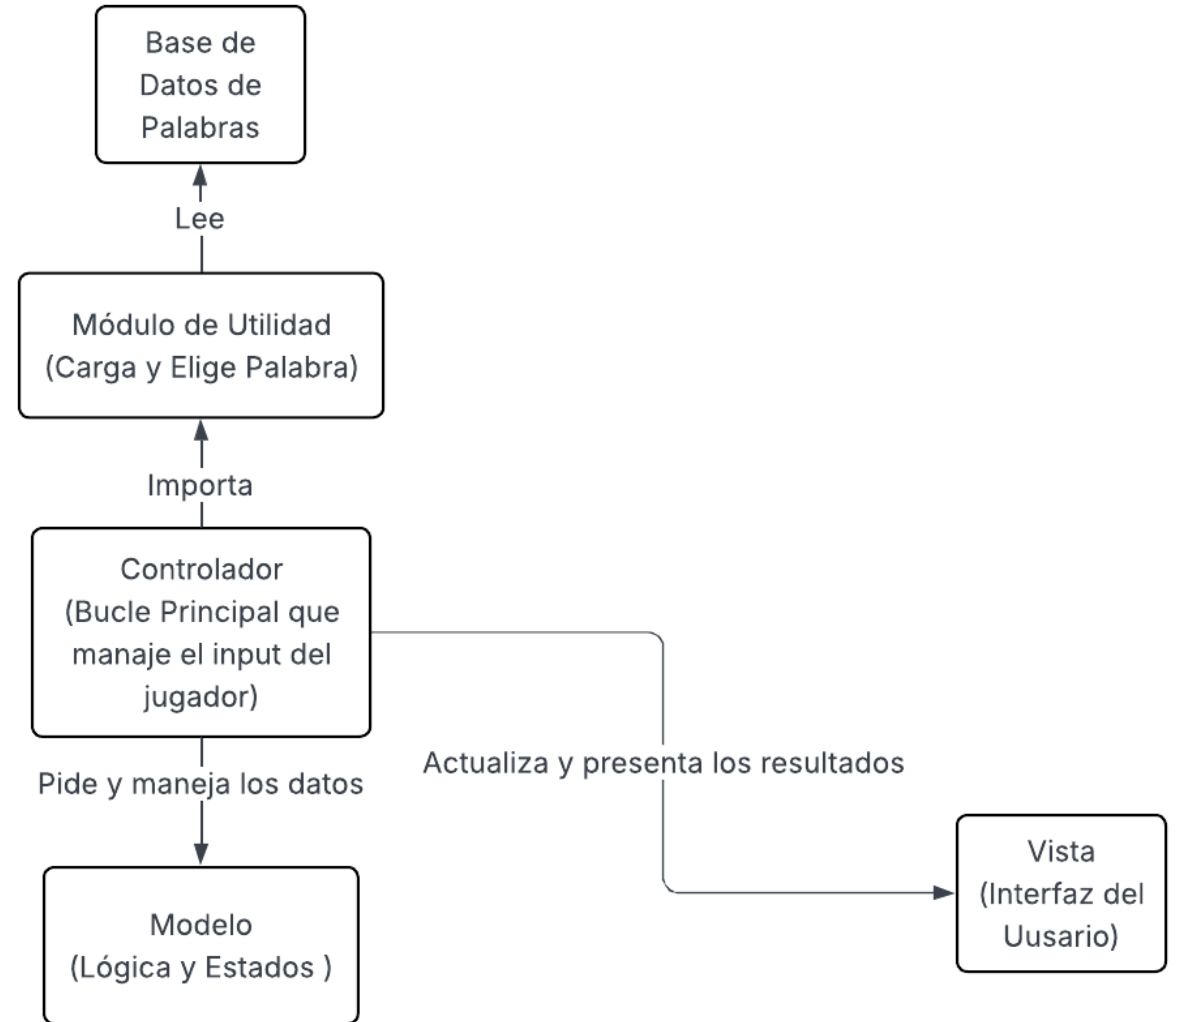 Base de
Datos de
Palabras
Lee
Módulo de Utilidad
(Carga y Elige Palabra)
Importa
Controlador
(Bucle Principal que
manaje el input del
jugador)
Pide y maneja los datos
Actualiza y presenta los resultados
Vista
(Interfaz del
Uusario)
Modelo
(Lógica y Estados )